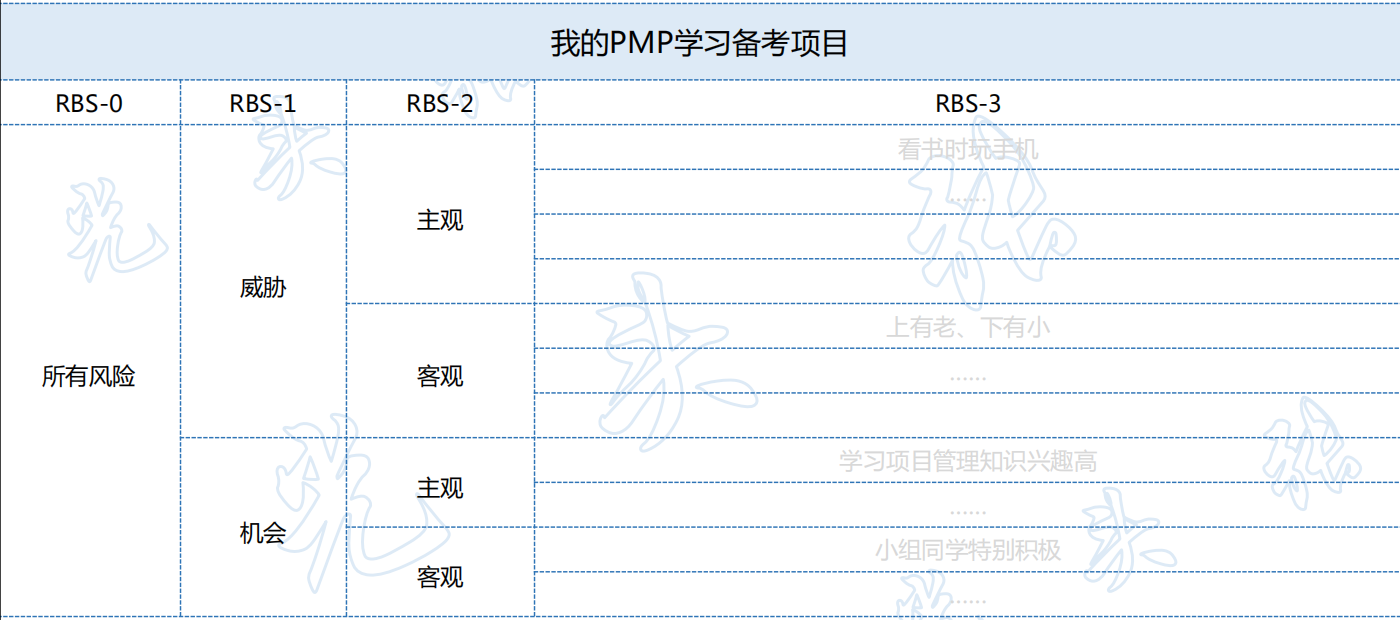 我的PMP学习备考项目
RBS-0 RBS-1 RBS-2 RBS-3
看书时玩手机
......
主观
威胁
上有老、下有小
所有风险 客观 ......
学习项目管理知识兴趣高
主观
......
机会
小组同学特别积极
客观
......